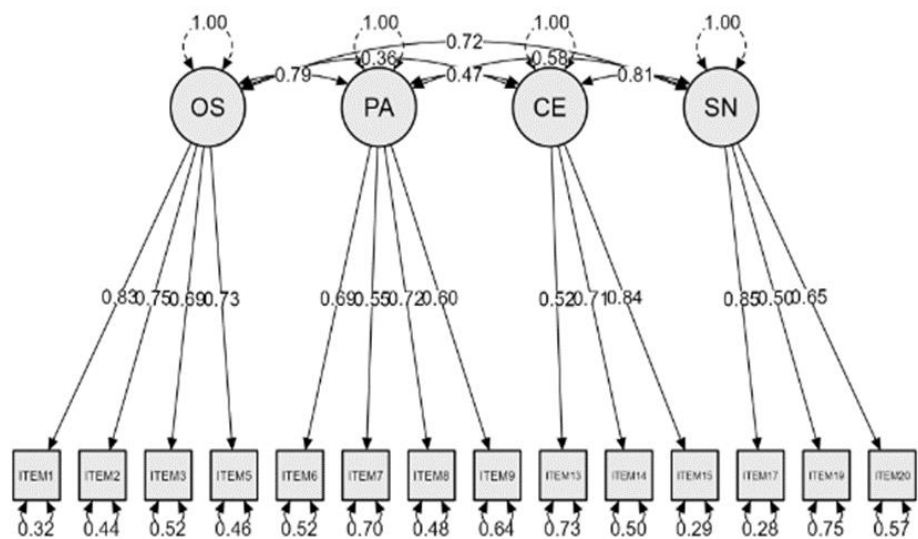 1.00 1.00 1.00 1.00
0.72
0.36 0.58
0.79 0.47 0.81
OS PA CE SN
0.83 0.75 0.69 0.73 0.69 0.55 0.72 0.60 0.52 0.71 0.84 0.85 0.50 0.65
ITEM1 ITEM2 ITEM3 ITEM5 ITEM6 ITEM7 ITEM8 ITEM9 ITEM13 ITEM14 ITEM15 ITEM17 ITEM19 ITEM20
0.32 0.44 0.52 0.46 0.52 0.70 0.48 0.64 0.73 0.50 0.29 0.28 0.75 0.57